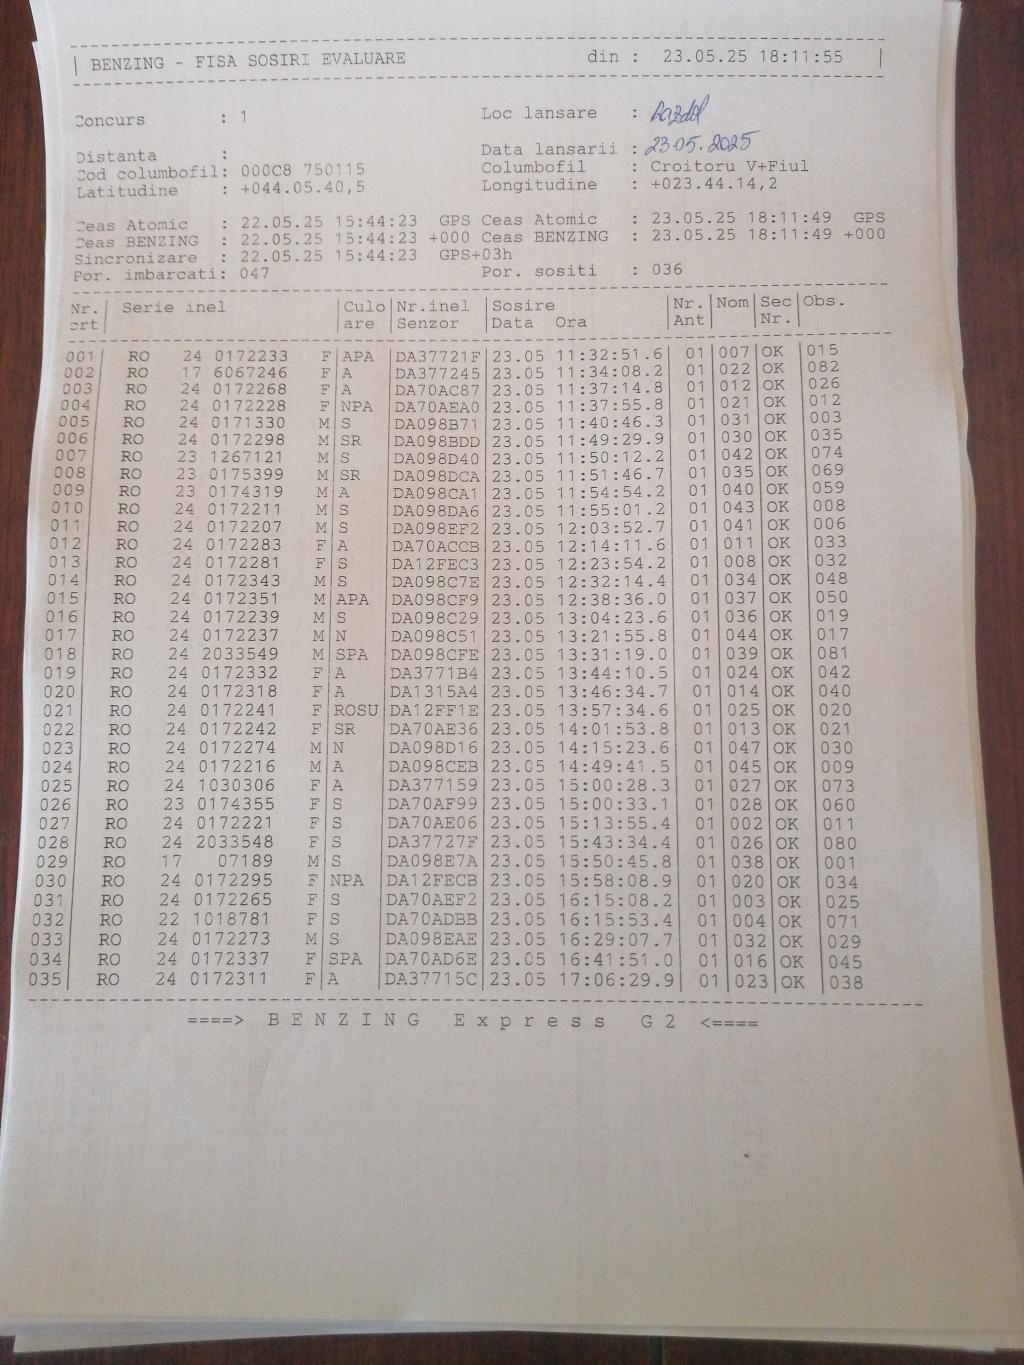 BENZING - FISA SOSIRI EVALUARE din : 23.05.25 18:11:55
Concurs : 1 Loc lansare :
Distanta : Data lansarii : 23.05.2025
Cod columbofil: 000C8 750115 Columbofil : Croitoru V+Fiul
Latitudine : +044.05.40,5 Longitudine : +023.44.14,2
Ceas Atomic : 22.05.25 15:44:23 GPS Ceas Atomic : 23.05.25 18:11:49 GPS
Ceas BENZING : 22.05.25 15:44:23 +000 Ceas BENZING : 23.05.25 18:11:49 +000
Sincronizare : 22.05.25 15:44:23 GPS+03h
Por. imbarcati: 047 Por. sositi : 036
Nr. Serie inel Culo Nr.inel Sosire Nr. Nom Sec Obs.
crt are Senzor Data Ora Ant Nr.
001 RO 24 0172233 F APA DA37721F 23.05 11:32:51.6 01 007 OK 015
002 RO 17 6067246 F A DA377245 23.05 11:34:08.2 01 022 OK 082
003 RO 24 0172268 F A DA70AC87 23.05 11:37:14.8 01 012 OK 026
004 RO 24 0172228 F NPA DA70AEA0 23.05 11:37:55.8 01 021 OK 012
005 RO 24 0171330 M S DA098B71 23.05 11:40:46.3 01 031 OK 003
006 RO 24 0172298 M SR DA098BDD 23.05 11:49:29.9 01 030 OK 035
007 RO 23 1267121 M S DA098D40 23.05 11:50:12.2 01 042 OK 074
008 RO 23 0175399 M SR DA098DCA 23.05 11:51:46.7 01 035 OK 069
009 RO 23 0174319 M A DA098CA1 23.05 11:54:54.2 01 040 OK 059
010 RO 24 0172211 M S DA098DA6 23.05 11:55:01.2 01 043 OK 008
011 RO 24 0172207 M S DA098EF2 23.05 12:03:52.7 01 041 OK 006
012 RO 24 0172283 F A DA70ACCB 23.05 12:14:11.6 01 011 OK 033
013 RO 24 0172281 F S DA12FEC3 23.05 12:23:54.2 01 008 OK 032
014 RO 24 0172343 M S DA098C7E 23.05 12:32:14.4 01 034 OK 048
015 RO 24 0172351 M APA DA098CF9 23.05 12:38:36.0 01 037 OK 050
016 RO 24 0172239 M S DA098C29 23.05 13:04:23.6 01 036 OK 019
017 RO 24 0172237 M N DA098C51 23.05 13:21:55.8 01 044 OK 017
018 RO 24 2033549 M SPA DA098CFE 23.05 13:31:19.0 01 039 OK 081
019 RO 24 0172332 F A DA3771B4 23.05 13:44:10.5 01 024 OK 042
020 RO 24 0172318 F A DA1315A4 23.05 13:46:34.7 01 014 OK 040
021 RO 24 0172241 F ROSU DA12FF1E 23.05 13:57:34.6 01 025 OK 020
022 RO 24 0172242 F SR DA70AE36 23.05 14:01:53.8 01 013 OK 021
023 RO 24 0172274 M N DA098D16 23.05 14:15:23.6 01 047 OK 030
024 RO 24 0172216 M A DA098CEB 23.05 14:49:41.5 01 045 OK 009
025 RO 24 1030306 F A DA377159 23.05 15:00:28.3 01 027 OK 073
026 RO 23 0174355 F S DA70AF99 23.05 15:00:33.1 01 028 OK 060
027 RO 24 0172221 F S DA70AE06 23.05 15:13:55.4 01 002 OK 011
028 RO 24 2033548 F S DA37727F 23.05 15:43:34.4 01 026 OK 080
029 RO 17 07189 M S DA098E7A 23.05 15:50:45.8 01 038 OK 001
030 RO 24 0172295 F NPA DA12FECB 23.05 15:58:08.9 01 020 OK 034
031 RO 24 0172265 F S DA70AEF2 23.05 16:15:08.2 01 003 OK 025
032 RO 22 1018781 F S DA70ADBB 23.05 16:15:53.4 01 004 OK 071
033 RO 24 0172273 M S DA098EAE 23.05 16:29:07.7 01 032 OK 029
034 RO 24 0172337 F SPA DA70AD6E 23.05 16:41:51.0 01 016 OK 045
035 RO 24 0172311 F A DA37715C 23.05 17:06:29.9 01 023 OK 038
====> BENZING Express G2 <====